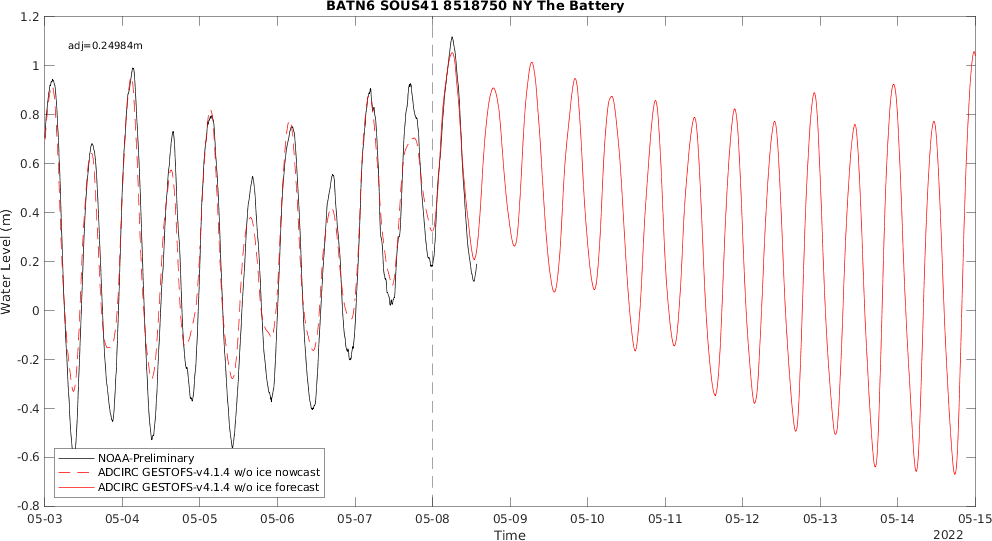 BATN6 SOUS41 8518750 NY The Battery
adj=0.24984m
1.2
1
0.8
0.6
0.4
0.2
0
-0.2
-0.4
-0.6
-0.8
Water Level (m)
NOAA-Preliminary
ADCIRC GESTOFS-v4.1.4 w/o ice nowcast
ADCIRC GESTOFS-v4.1.4 w/o ice forecast
05-03 05-04 05-05 05-06 05-07 05-08 05-09 05-10 05-11 05-12 05-13 05-14 05-15
Time
2022